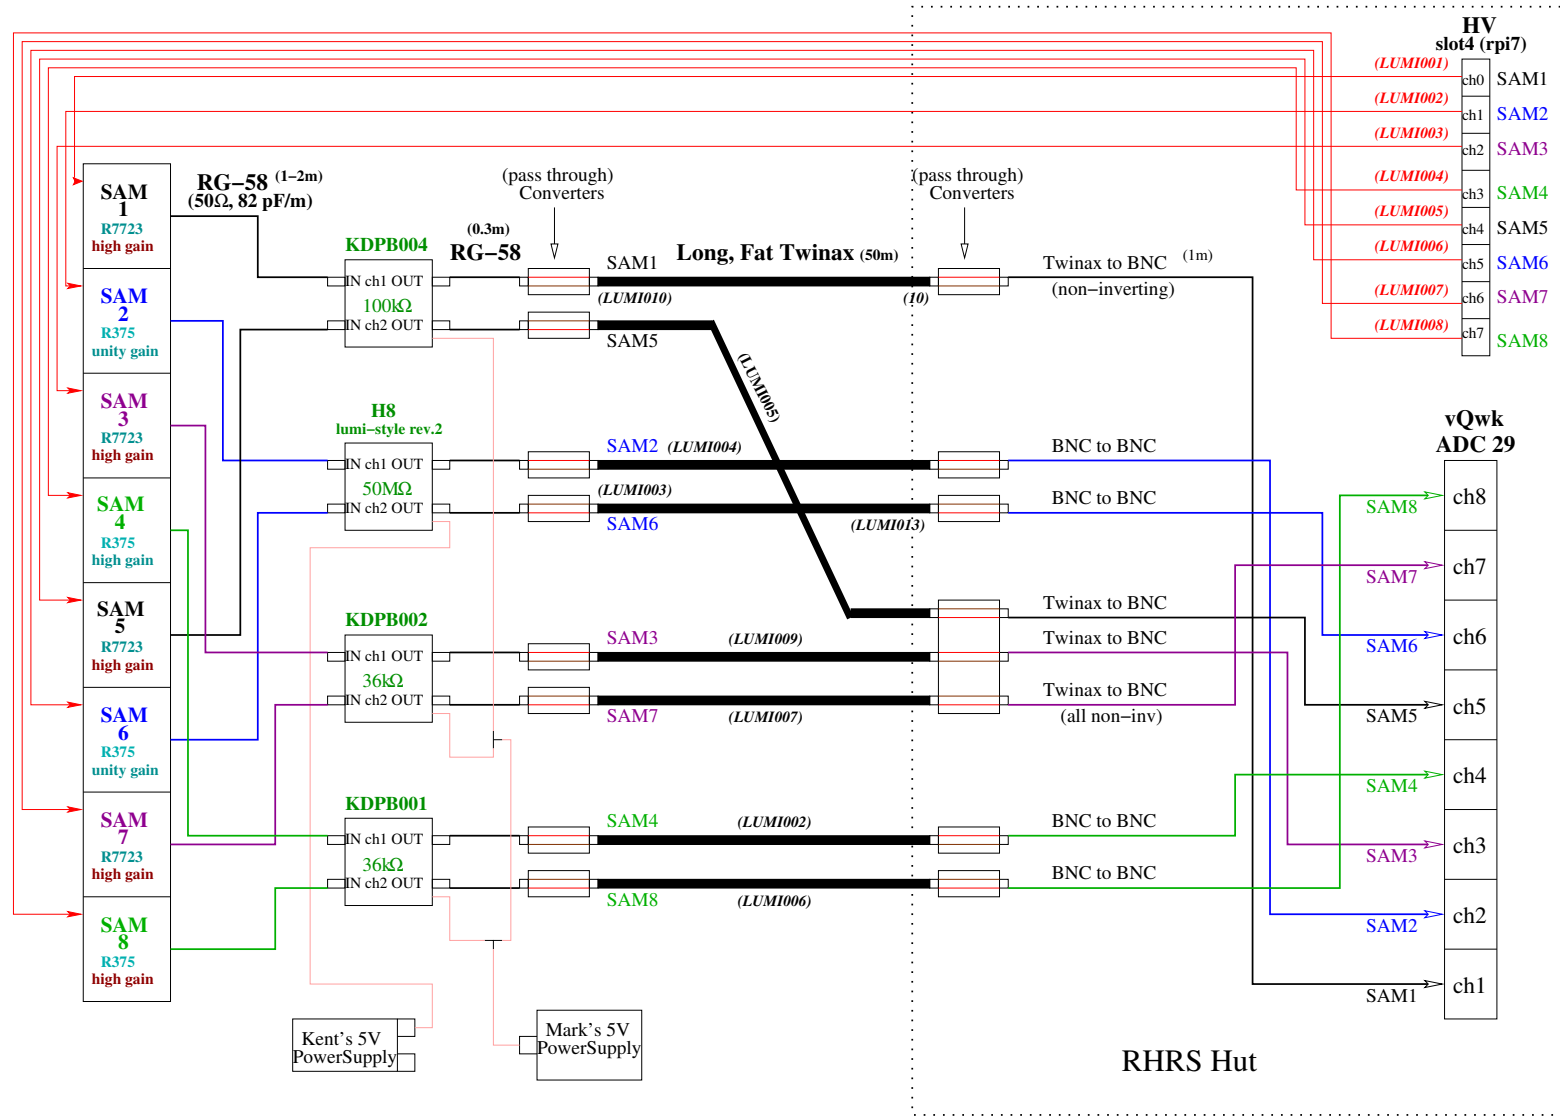 HV
slot4 (rpi7)
(LUMI001)
ch0
SAM1
(LUMI002)
ch1
SAM2
(LUMI003)
ch2
SAM3
(LUMI004)
ch3
SAM4
(LUMI005)
ch4
SAM5
(LUMI006)
ch5
SAM6
(LUMI007)
ch6
SAM7
(LUMI008)
ch7
SAM8
SAM
1
R7723
high gain
SAM
2
R375
unity gain
SAM
3
R7723
high gain
SAM
4
R375
high gain
SAM
5
R7723
high gain
SAM
6
R375
unity gain
SAM
7
R7723
high gain
SAM
8
R375
high gain
RG−58 (1−2m)
(50Ω, 82 pF/m)
KDPB004
IN ch1 OUT
100kΩ
IN ch2 OUT
H8
lumi−style rev.2
IN ch1 OUT
50MΩ
IN ch2 OUT
KDPB002
IN ch1 OUT
36kΩ
IN ch2 OUT
KDPB001
IN ch1 OUT
36kΩ
IN ch2 OUT
(0.3m)
RG−58
(pass through)
Converters
(pass through)
Converters
SAM1
Long, Fat Twinax (50m)
(LUMI010)
(10)
SAM5
(LUMI005)
SAM2 (LUMI004)
(LUMI003)
SAM6
(LUMI013)
SAM3
(LUMI009)
SAM7
(LUMI007)
SAM4
(LUMI002)
SAM8
(LUMI006)
Twinax to BNC (1m)
(non−inverting)
BNC to BNC
BNC to BNC
Twinax to BNC
Twinax to BNC
Twinax to BNC
(all non−inv)
BNC to BNC
BNC to BNC
vQwk
ADC 29
SAM8
ch8
SAM7
ch7
SAM6
ch6
SAM5
ch5
SAM4
ch4
SAM3
ch3
SAM2
ch2
SAM1
ch1
Kent's 5V
PowerSupply
Mark's 5V
PowerSupply
RHRS Hut